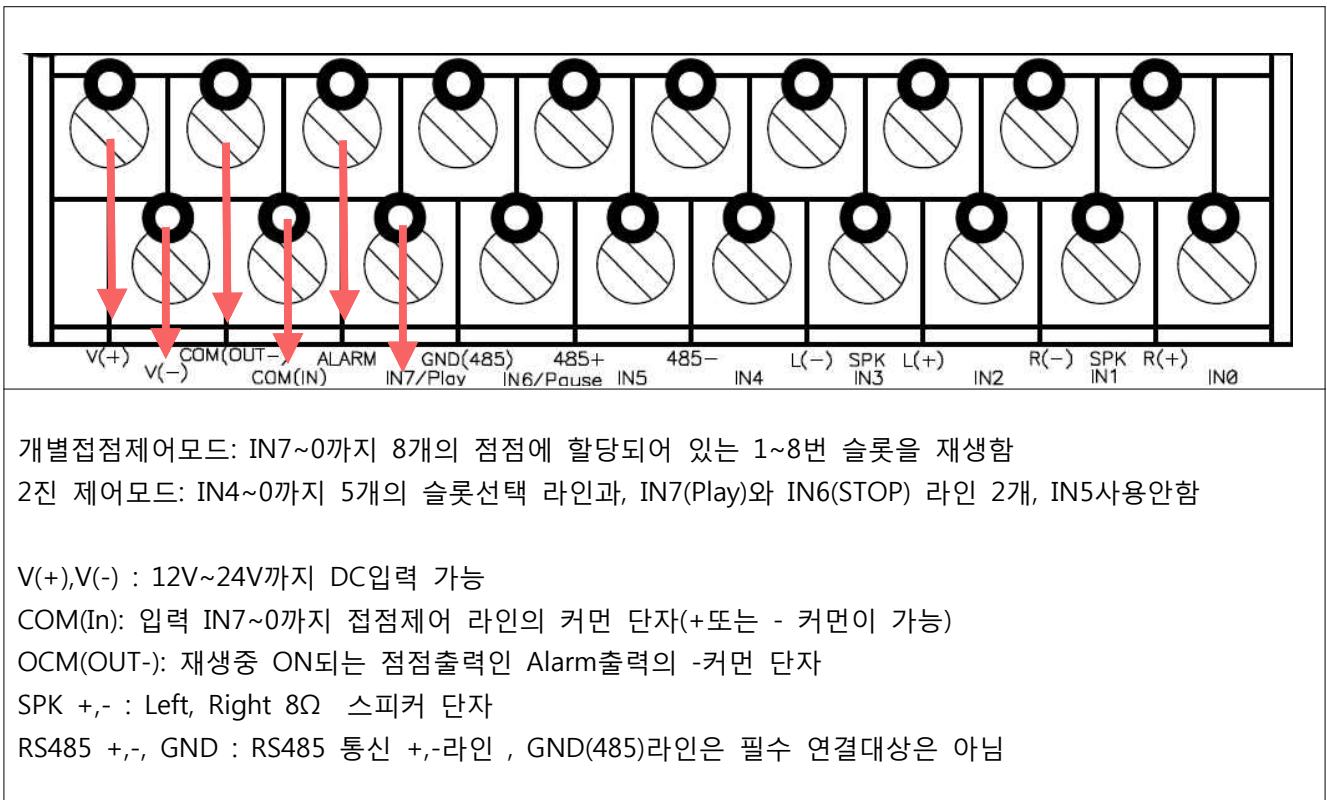 V(+) COM(OUT-) ALARM GND(485) 485+ 485- L(-) SPK L(+) R(-) SPK R(+)
V(-) COM(IN) IN7/Play IN6/Pause IN5 IN4 IN3 IN2 IN1 IN0
개별접점제어모드: IN7~0까지 8개의 점점에 할당되어 있는 1~8번 슬롯을 재생함
2진 제어모드: IN4~0까지 5개의 슬롯선택 라인과, IN7(Play)와 IN6(STOP) 라인 2개, IN5사용안함
V(+),V(-) : 12V~24V까지 DC입력 가능
COM(In): 입력 IN7~0까지 접점제어 라인의 커먼 단자(+또는 - 커먼이 가능)
OCM(OUT-): 재생중 ON되는 점점출력인 Alarm출력의 -커먼 단자
SPK +,- : Left, Right 8Ω 스피커 단자
RS485 +,-, GND : RS485 통신 +,-라인 , GND(485)라인은 필수 연결대상은 아님